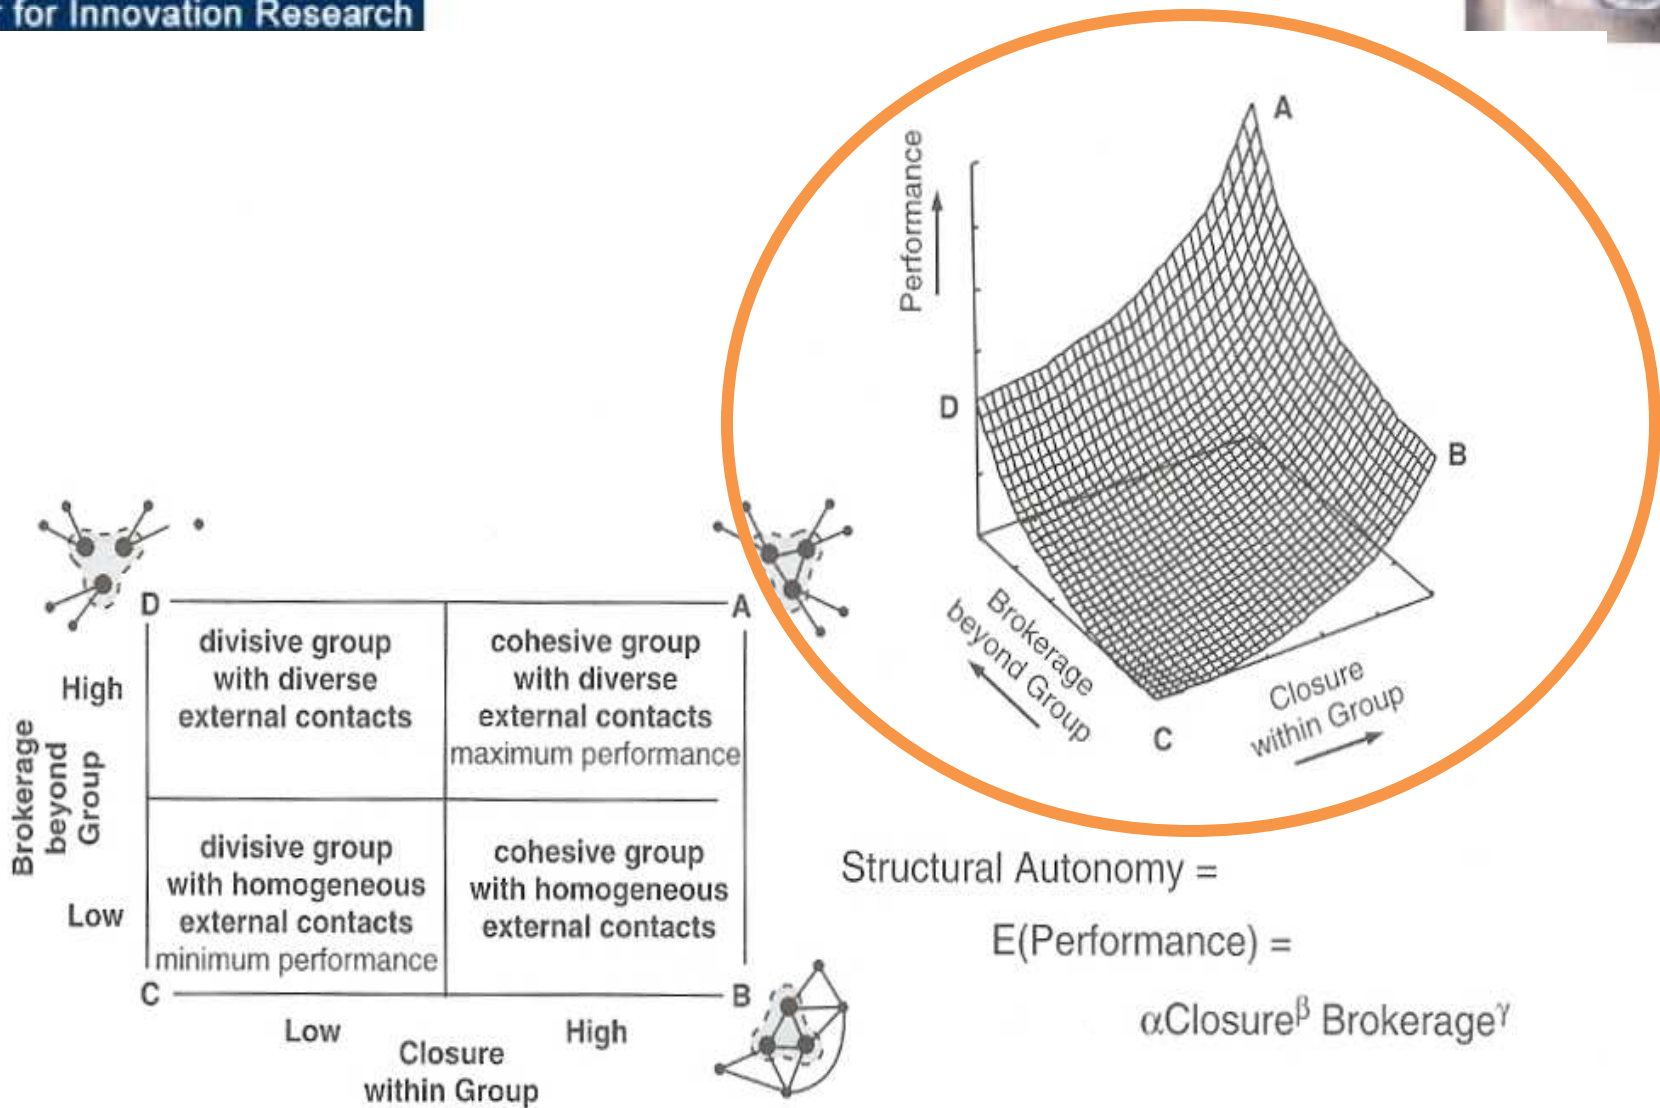 for Innovation Research
A
Performance
D
B
Brokerage
beyond Group
Closure
within Group
C
D
A
High
divisive group
with diverse
external contacts
cohesive group
with diverse
external contacts
maximum performance
Brokerage
beyond
Group
Low
divisive group
with homogeneous
external contacts
minimum performance
cohesive group
with homogeneous
external contacts
C
B
Low
High
Closure
within Group
Structural Autonomy =
E(Performance) =
αClosure^β Brokerage^γ